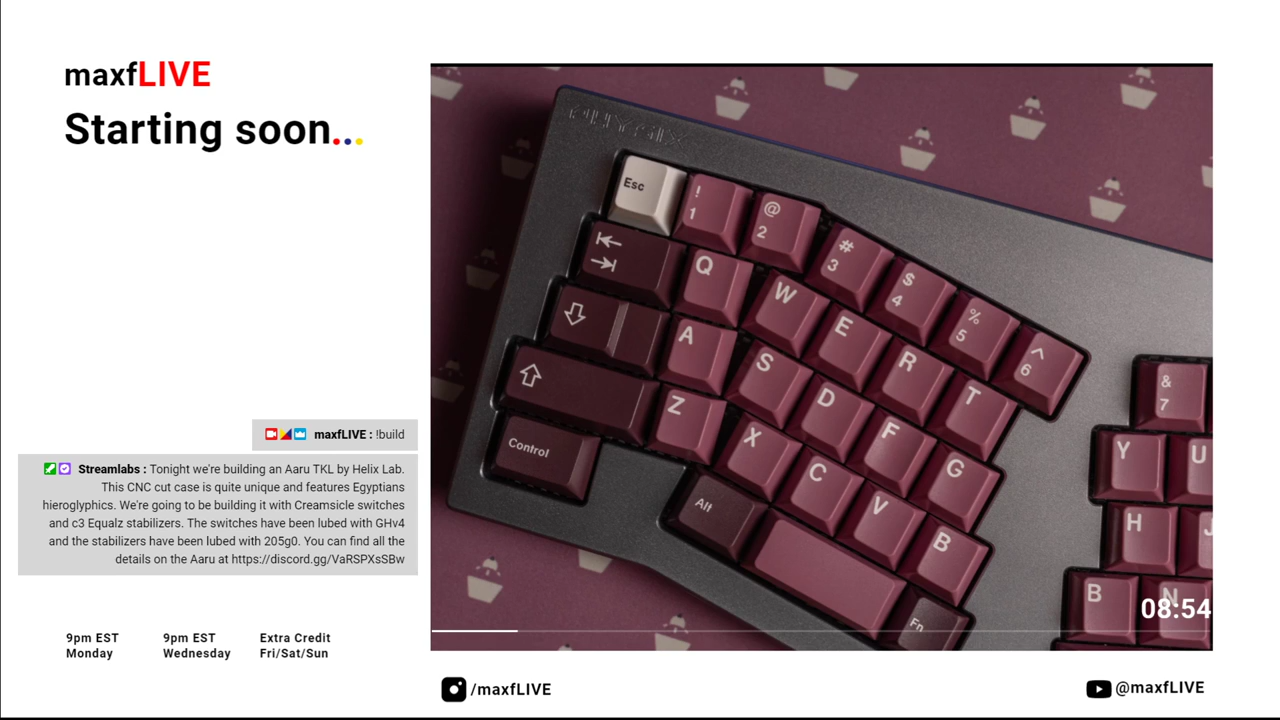 maxfLIVE
Starting soon...
maxfLIVE : !build
Streamlabs : Tonight we're building an Aaru TKL by Helix Lab.
This CNC cut case is quite unique and features Egyptians
hieroglyphics. We're going to be building it with Creamsicle switches
and c3 Equalz stabilizers. The switches have been lubed with GHv4
and the stabilizers have been lubed with 205g0. You can find all the
details on the Aaru at https://discord.gg/VaRSPXsSBw
9pm EST
Monday
9pm EST
Wednesday
Extra Credit
Fri/Sat/Sun
Esc
! 1
@ 2
# 3
$ 4
% 5
^ 6
& 7
Q W E R T
Y U
A S D F G
H J
Z X C V B
B N
Control
Alt
Fn
08:54
/maxfLIVE
@maxfLIVE